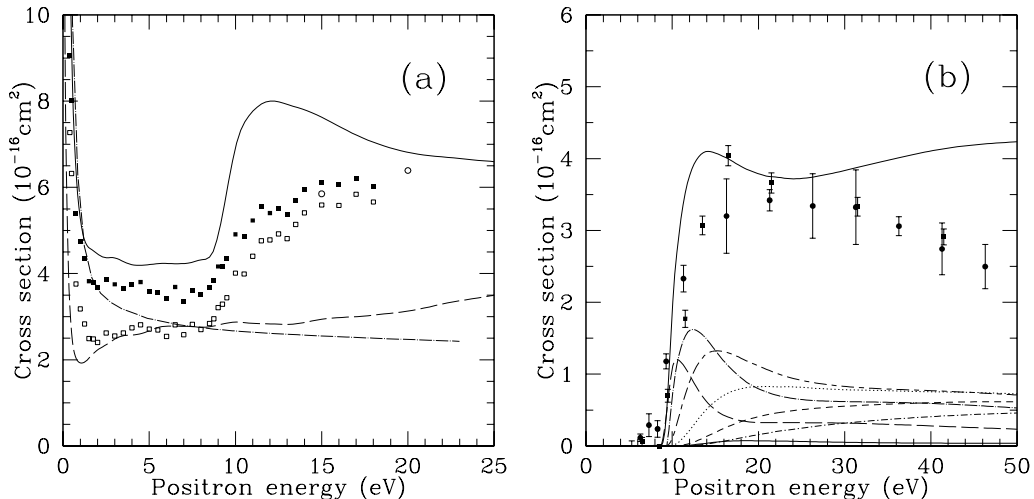 10
8
6
4
2
0
Cross section (10⁻¹⁶cm²)
(a)
0 5 10 15 20 25
Positron energy (eV)
6
5
4
3
2
1
0
Cross section (10⁻¹⁶cm²)
(b)
0 10 20 30 40 50
Positron energy (eV)